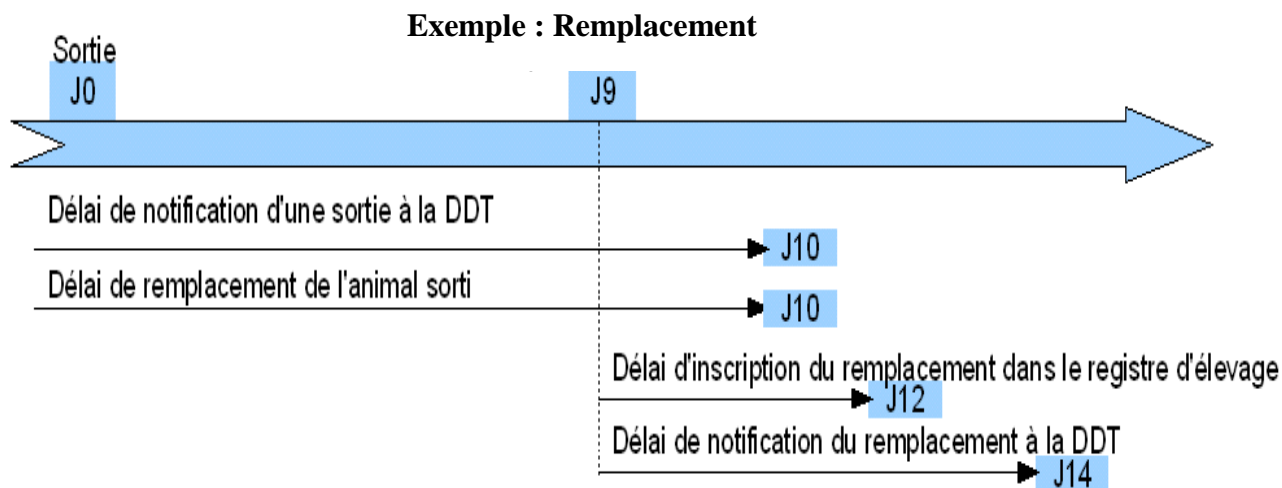 Exemple : Remplacement
Sortie
J0
J9
Délai de notification d'une sortie à la DDT
J10
Délai de remplacement de l'animal sorti
J10
Délai d'inscription du remplacement dans le registre d'élevage
J12
Délai de notification du remplacement à la DDT
J14